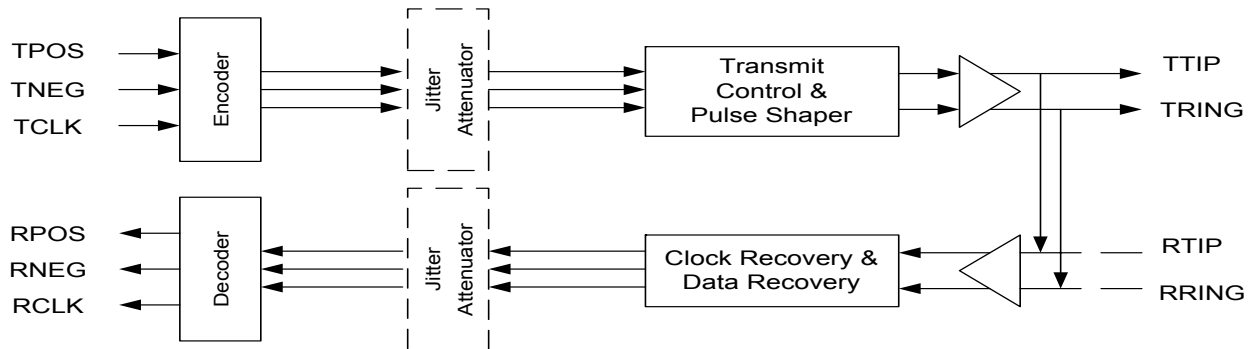 TPOS
TNEG
TCLK
Encoder
Jitter
Attenuator
Transmit
Control &
Pulse Shaper
TTIP
TRING
RPOS
RNEG
RCLK
Decoder
Jitter
Attenuator
Clock Recovery &
Data Recovery
RTIP
RRING